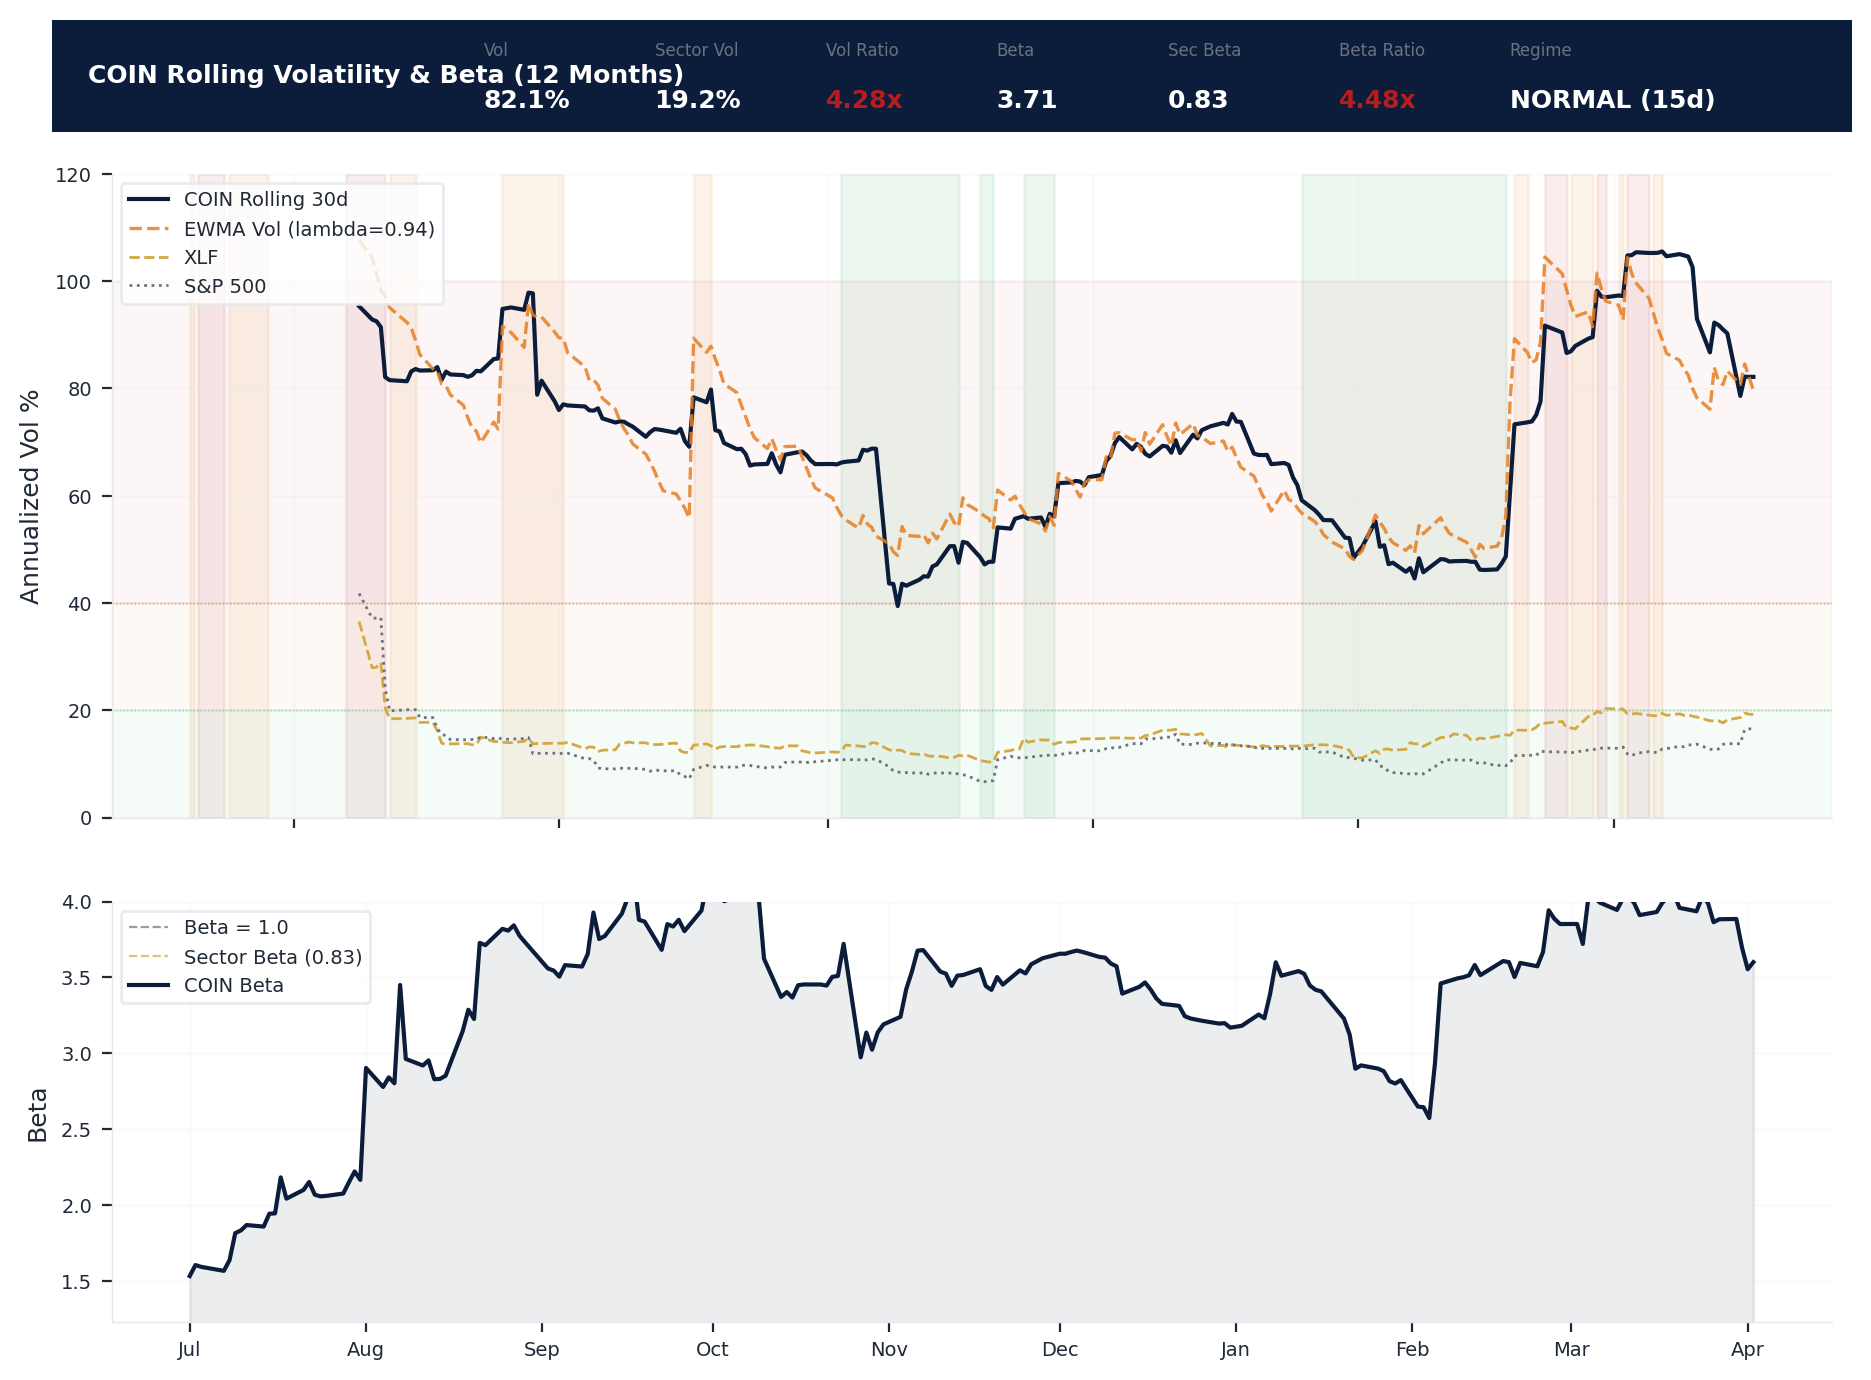 Vol Sector Vol Vol Ratio Beta Sec Beta Beta Ratio Regime
COIN Rolling Volatility & Beta (12 Months)
82.1% 19.2% 4.28x 3.71 0.83 4.48x NORMAL (15d)
120
100
80
60
40
20
0
Annualized Vol %
COIN Rolling 30d
EWMA Vol (lambda=0.94)
XLF
S&P 500
4.0
3.5
3.0
2.5
2.0
1.5
Beta
Beta = 1.0
Sector Beta (0.83)
COIN Beta
Jul Aug Sep Oct Nov Dec Jan Feb Mar Apr